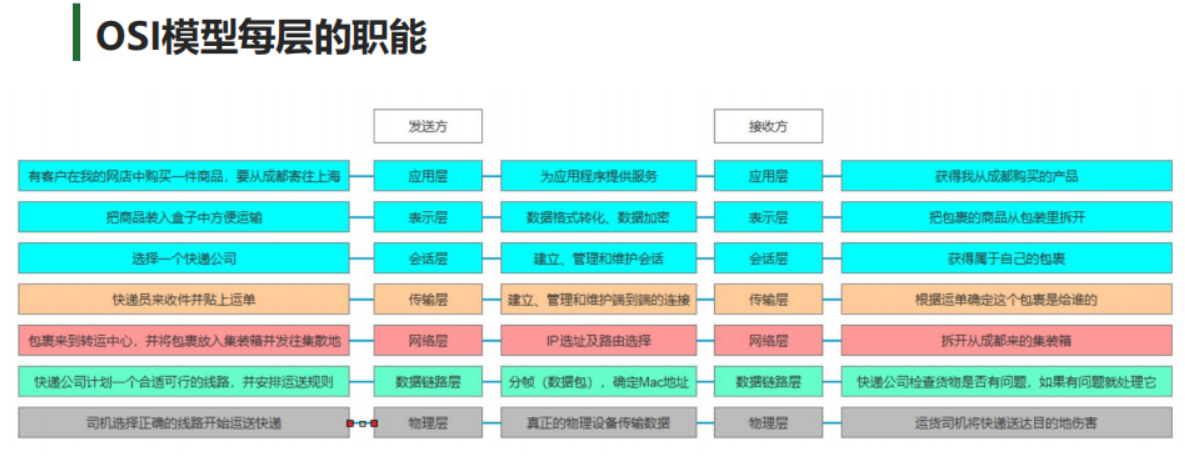 OSI模型每层的职能
发送方 接收方
有客户在我的网店中购买一件商品，要从成都寄往上海 应用层 为应用程序提供服务 应用层 获得我从成都购买的产品
把商品装入盒子中方便运输 表示层 数据格式转化、数据加密 表示层 把包裹的商品从包装里拆开
选择一个快递公司 会话层 建立、管理和维护会话 会话层 获得属于自己的包裹
快递员来收件并贴上运单 传输层 建立、管理和维护端到端的连接 传输层 根据运单确定这个包裹是给谁的
包裹来到转运中心，并将包裹放入集装箱并发往集散地 网络层 IP选址及路由选择 网络层 拆开从成都来的集装箱
快递公司计划一个合适可行的线路，并安排运送规则 数据链路层 分帧（数据包），确定Mac地址 数据链路层 快递公司检查货物是否有问题，如果有问题就处理它
司机选择正确的线路开始运送快递 物理层 真正的物理设备传输数据 物理层 运货司机将快递送达目的地伤害